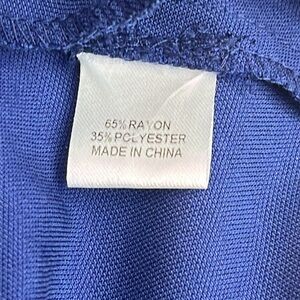 65% RAYON
35% POLYESTER
MADE IN CHINA